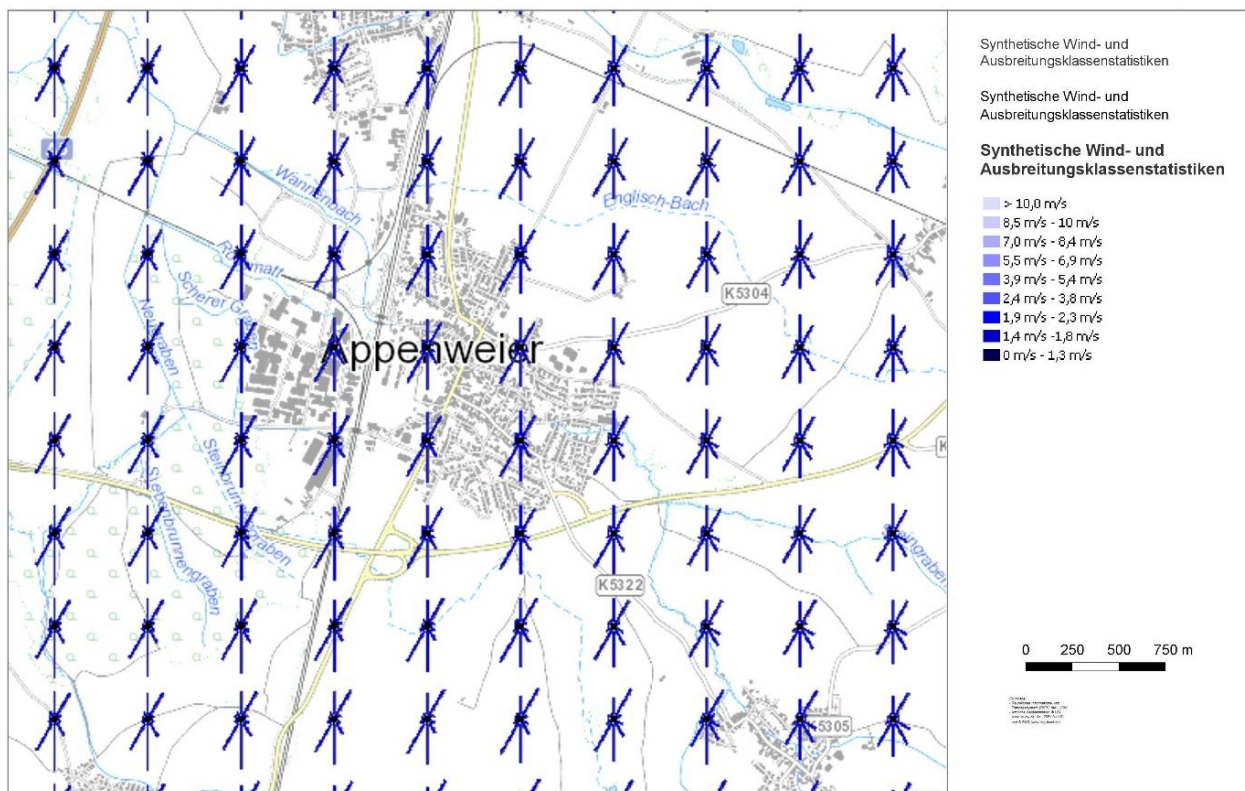 Wannenbach
Englisch-Bach
Scheret Graben
Neugraben
K5304
Appenweier
Steinbrunnengraben
Siebenbrunnengraben
K
K5322
K5305
Synthetische Wind- und
Ausbreitungsklassenstatistiken
Synthetische Wind- und
Ausbreitungsklassenstatistiken
Synthetische Wind- und
Ausbreitungsklassenstatistiken
> 10,0 m/s
8,5 m/s - 10 m/s
7,0 m/s - 8,4 m/s
5,5 m/s - 6,9 m/s
3,9 m/s - 5,4 m/s
2,4 m/s - 3,8 m/s
1,9 m/s - 2,3 m/s
1,4 m/s -1,8 m/s
0 m/s - 1,3 m/s
0 250 500 750 m